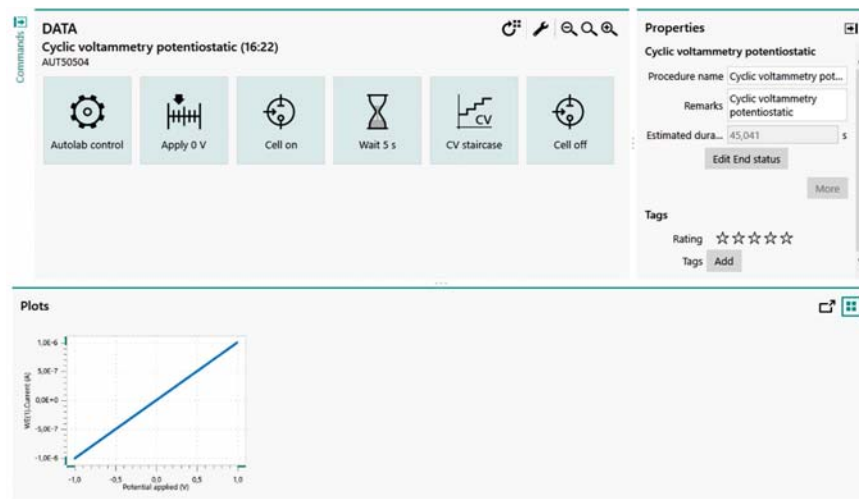 Commands
DATA
Cyclic voltammetry potentiostatic (16:22)
AUT50504
Autolab control
Apply 0 V
Cell on
Wait 5 s
CV
CV staircase
Cell off
Properties
Cyclic voltammetry potentiostatic
Procedure name Cyclic voltammetry pot...
Remarks Cyclic voltammetry
potentiostatic
Estimated dura... 45,041 s
Edit End status
More
Tags
Rating
Tags Add
Plots
1,0E-6
5,0E-7
0,0E+0
-5,0E-7
-1,0E-6
WE(1).Current (A)
-1,0 -0,5 0,0 0,5 1,0
Potential applied (V)